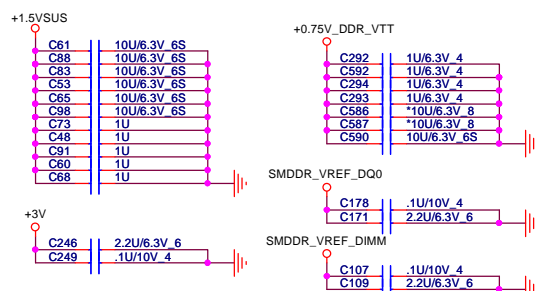 +1.5VSUS
C61 10U/6.3V_6S
C88 10U/6.3V_6S
C83 10U/6.3V_6S
C53 10U/6.3V_6S
C65 10U/6.3V_6S
C98 10U/6.3V_6S
C73 1U
C48 1U
C91 1U
C60 1U
C68 1U
+3V
C246 2.2U/6.3V_6
C249 .1U/10V_4
+0.75V_DDR_VTT
C292 1U/6.3V_4
C592 1U/6.3V_4
C294 1U/6.3V_4
C293 1U/6.3V_4
C586 *10U/6.3V_8
C587 *10U/6.3V_8
C590 10U/6.3V_6S
SMDDR_VREF_DQ0
C178 .1U/10V_4
C171 2.2U/6.3V_6
SMDDR_VREF_DIMM
C107 .1U/10V_4
C109 2.2U/6.3V_6